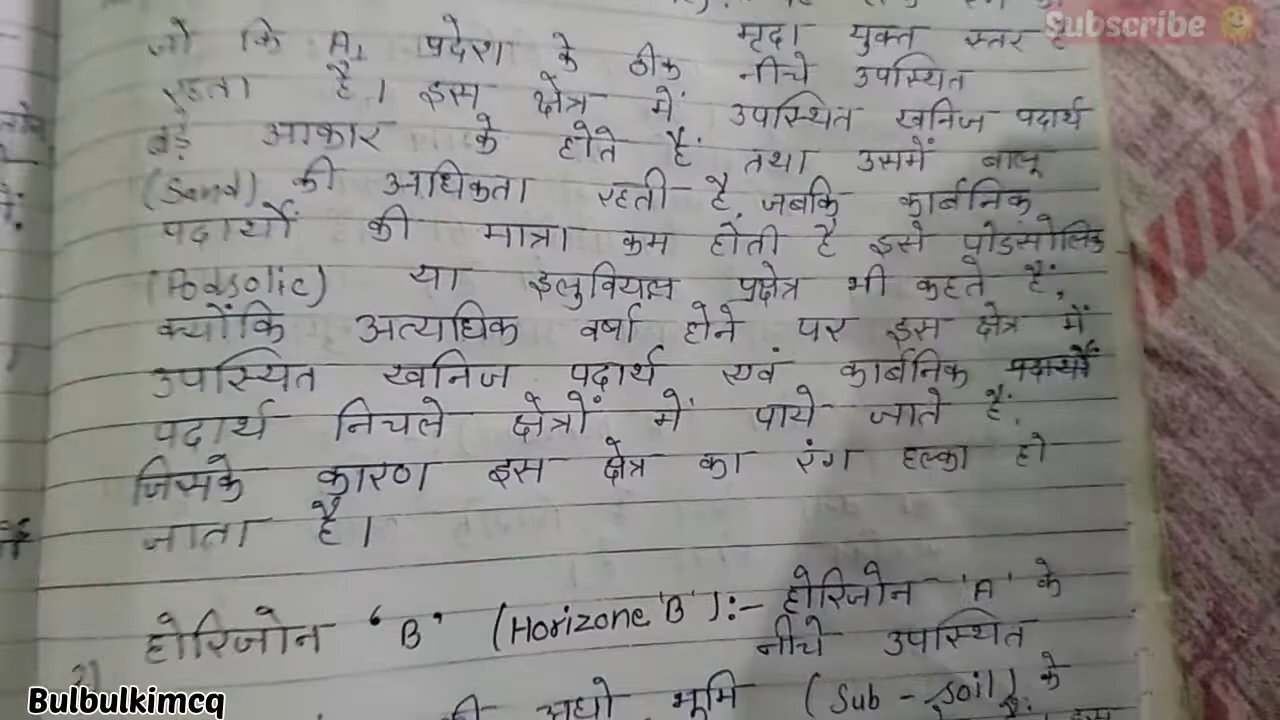 Subscribe
मृदा युक्त स्तर है
जो कि A₁ प्रदेश के ठीक नीचे उपस्थित
रहता है। इस क्षेत्र में उपस्थित खनिज पदार्थ
बड़े आकार के होते हैं तथा उसमें बालू
(Sand) की अधिकता रहती है, जबकि कार्बनिक
पदार्थों की मात्रा कम होती है इसे पोडसोलिक
(Podsolic) या इलुवियल प्रक्षेत्र भी कहते हैं,
क्योंकि अत्यधिक वर्षा होने पर इस क्षेत्र में
उपस्थित खनिज पदार्थ एवं कार्बनिक
पदार्थ निचले क्षेत्रों में पाये जाते हैं,
जिसके कारण इस क्षेत्र का रंग हल्का हो
जाता है।
होरिजोन 'B' (Horizone 'B'):- होरिजोन 'A' के
नीचे उपस्थित
2)
अधो भूमि (Sub - Soil) के
Bulbulkimcq